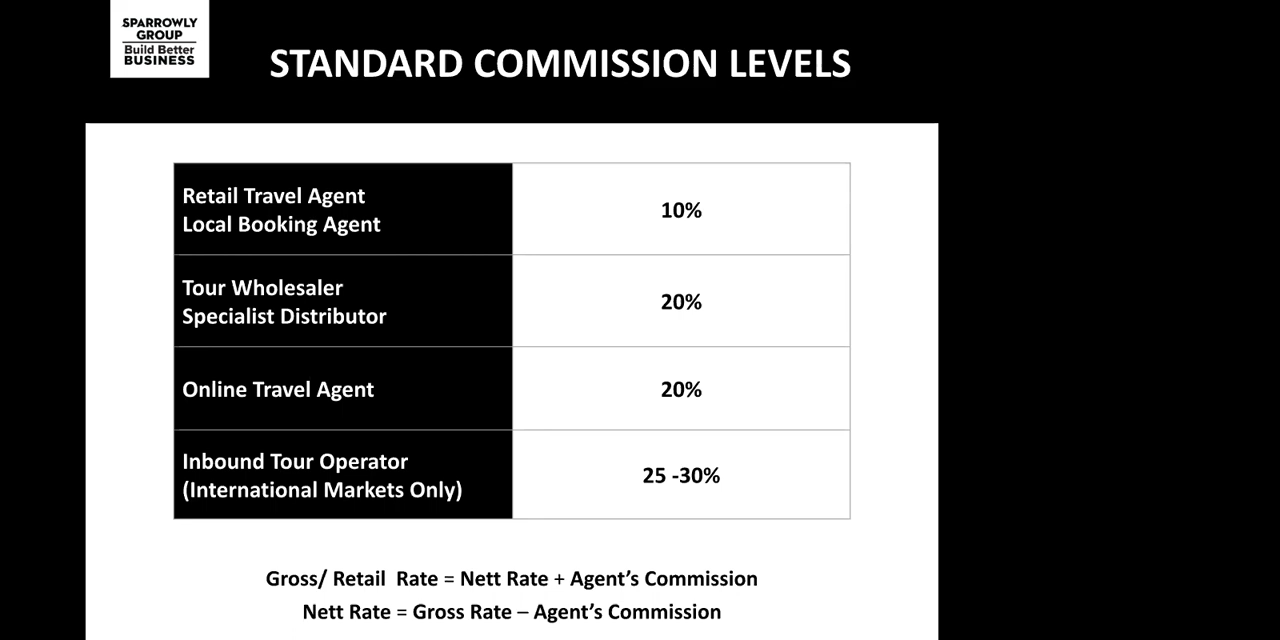 SPARROWLY
GROUP
Build Better
BUSINESS
STANDARD COMMISSION LEVELS
Retail Travel Agent
Local Booking Agent
10%
Tour Wholesaler
Specialist Distributor
20%
Online Travel Agent
20%
Inbound Tour Operator
(International Markets Only)
25 -30%
Gross/ Retail  Rate = Nett Rate + Agent’s Commission
Nett Rate = Gross Rate – Agent’s Commission